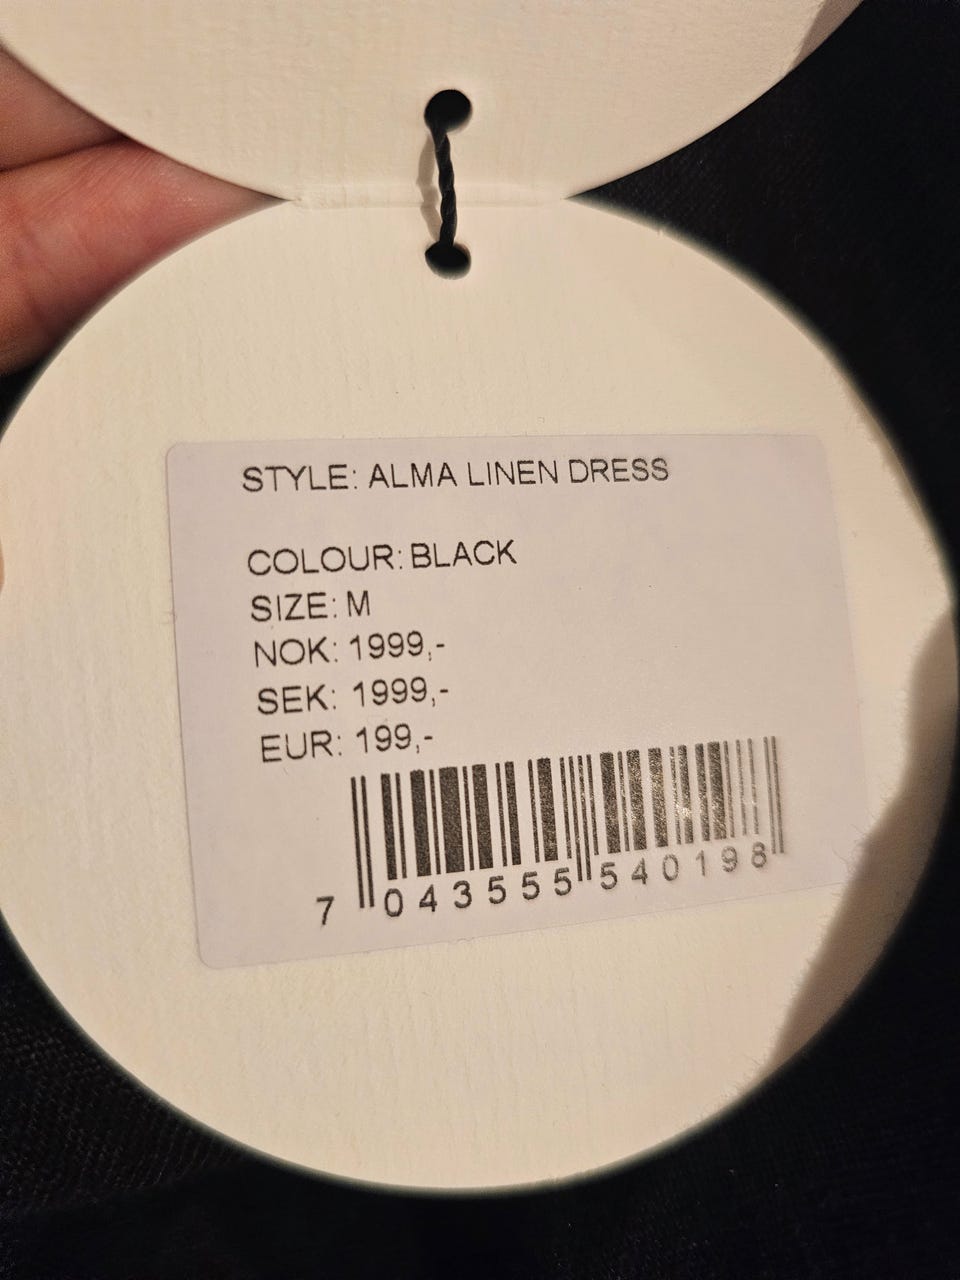 STYLE: ALMA LINEN DRESS
COLOUR: BLACK
SIZE: M
NOK: 1999,-
SEK: 1999,-
EUR: 199,-
7 043555 540198